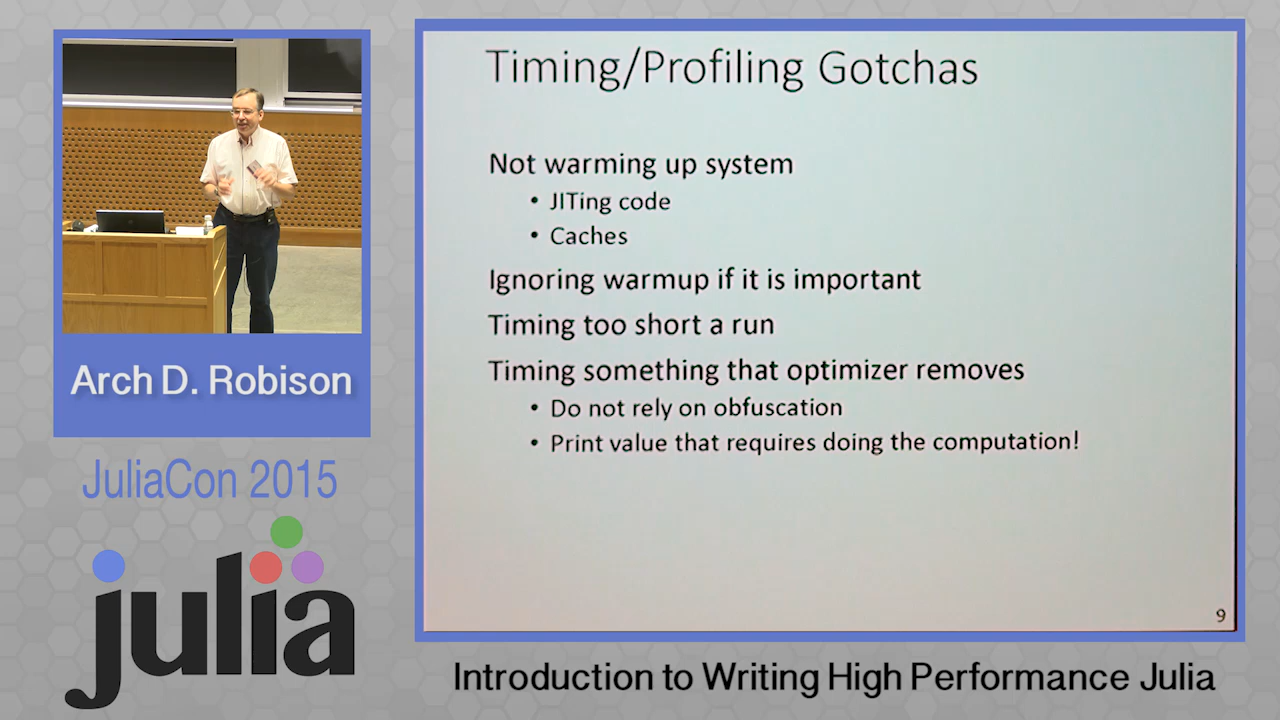 Timing/Profiling Gotchas
Not warming up system
• JITing code
• Caches
Ignoring warmup if it is important
Timing too short a run
Timing something that optimizer removes
• Do not rely on obfuscation
• Print value that requires doing the computation!
9
Arch D. Robison
JuliaCon 2015
julia
Introduction to Writing High Performance Julia